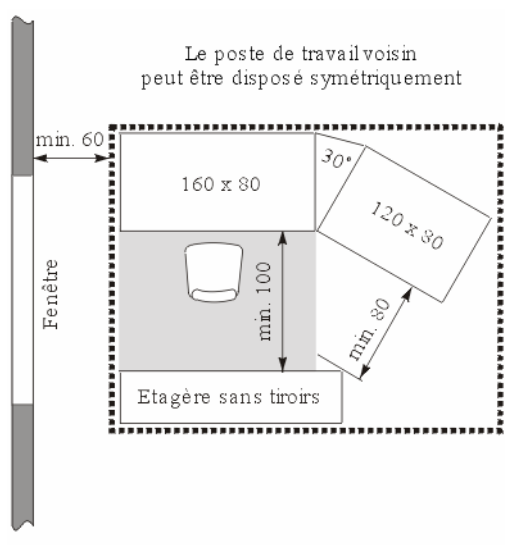 Le poste de travail voisin
peut être disposé symétriquement
min. 60
30°
160 x 80
120 x 80
Fenêtre
min. 100
min. 80
Etagère sans tiroirs